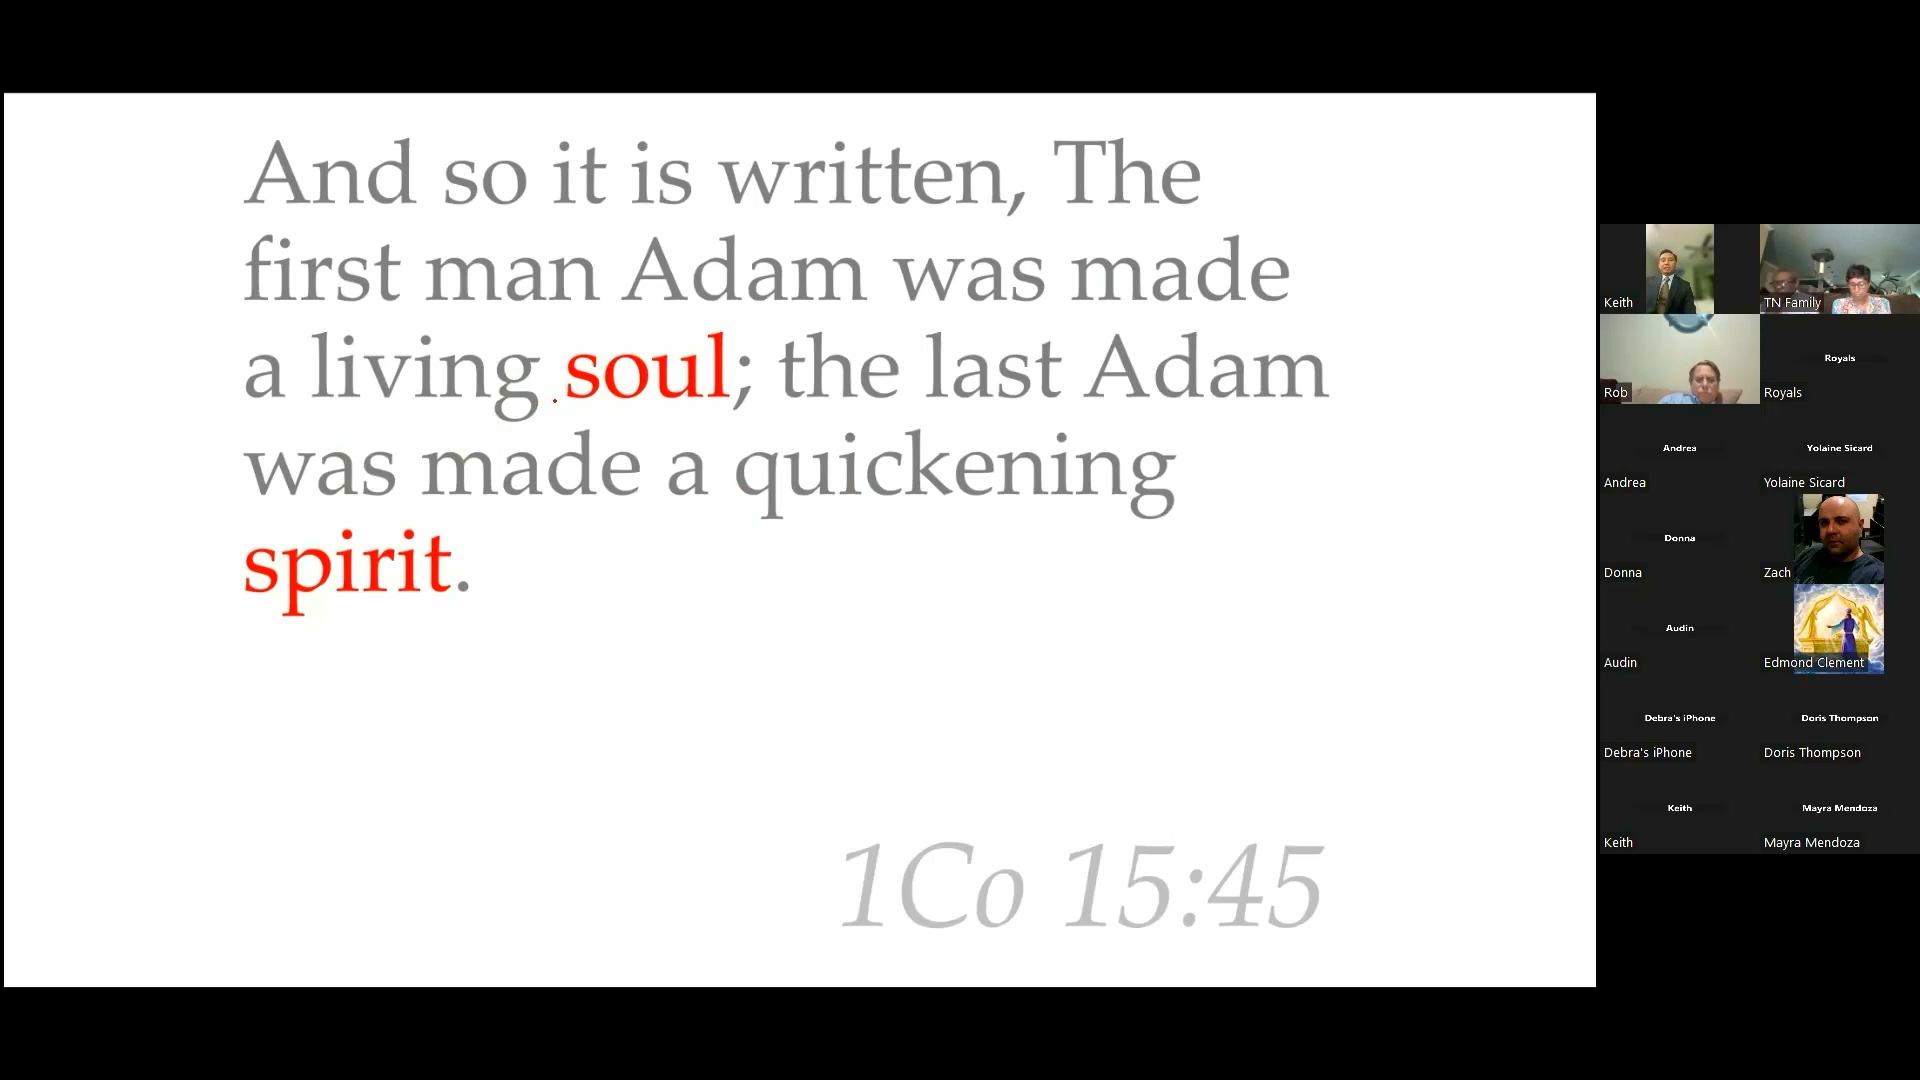 And so it is written, The
first man Adam was made
a living soul; the last Adam
was made a quickening
spirit.
1Co 15:45
Keith
TN Family
Rob
Royals
Royals
Andrea
Andrea
Yolaine Sicard
Yolaine Sicard
Donna
Donna
Zach
Audin
Audin
Edmond Clement
Debra's iPhone
Debra's iPhone
Doris Thompson
Doris Thompson
Keith
Keith
Mayra Mendoza
Mayra Mendoza